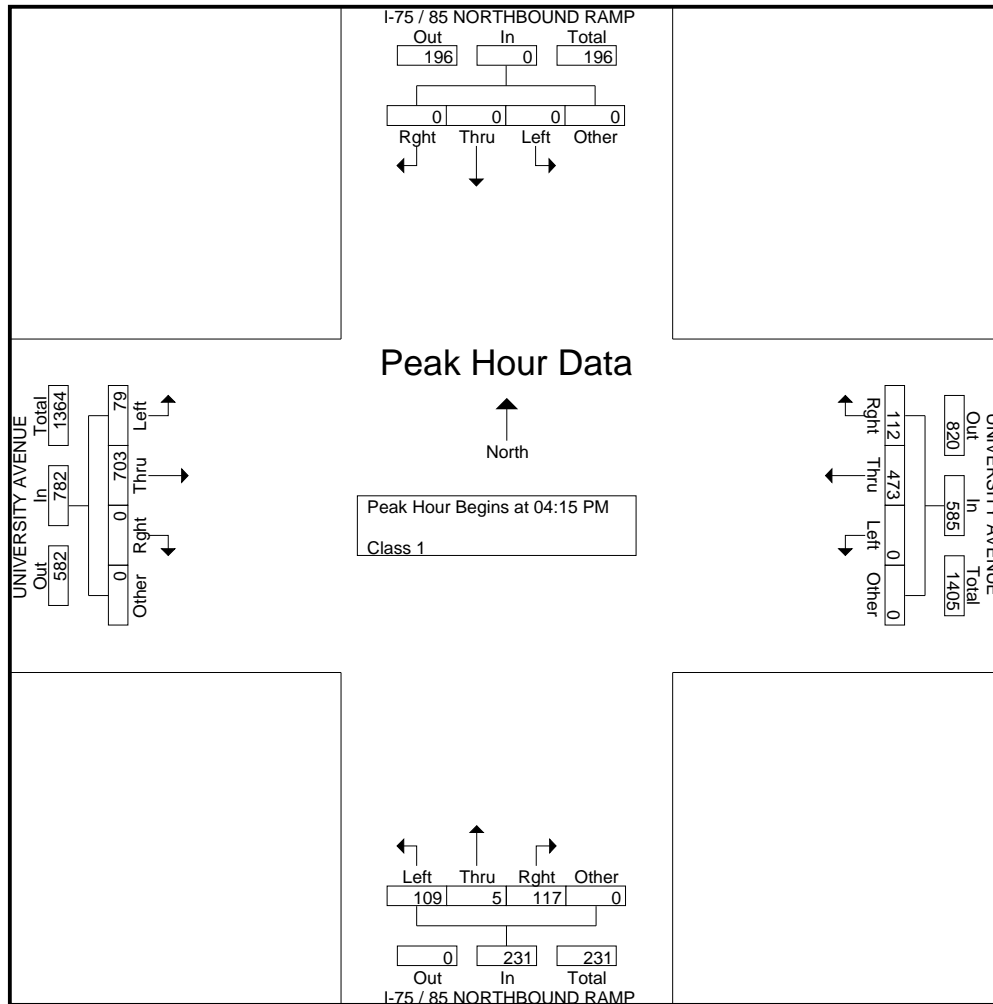 I-75 / 85 NORTHBOUND RAMP
Out In Total
196 0 196
0 0 0 0
Rght Thru Left Other
Peak Hour Data
North
Peak Hour Begins at 04:15 PM
Class 1
UNIVERSITY AVENUE
Out In Total
582 782 1364
Other Rght Thru Left
0 0 703 79
UNIVERSITY AVENUE
Out In Total
820 585 1405
Rght Thru Left Other
112 473 0 0
Left Thru Rght Other
109 5 117 0
0 231 231
Out In Total
I-75 / 85 NORTHBOUND RAMP